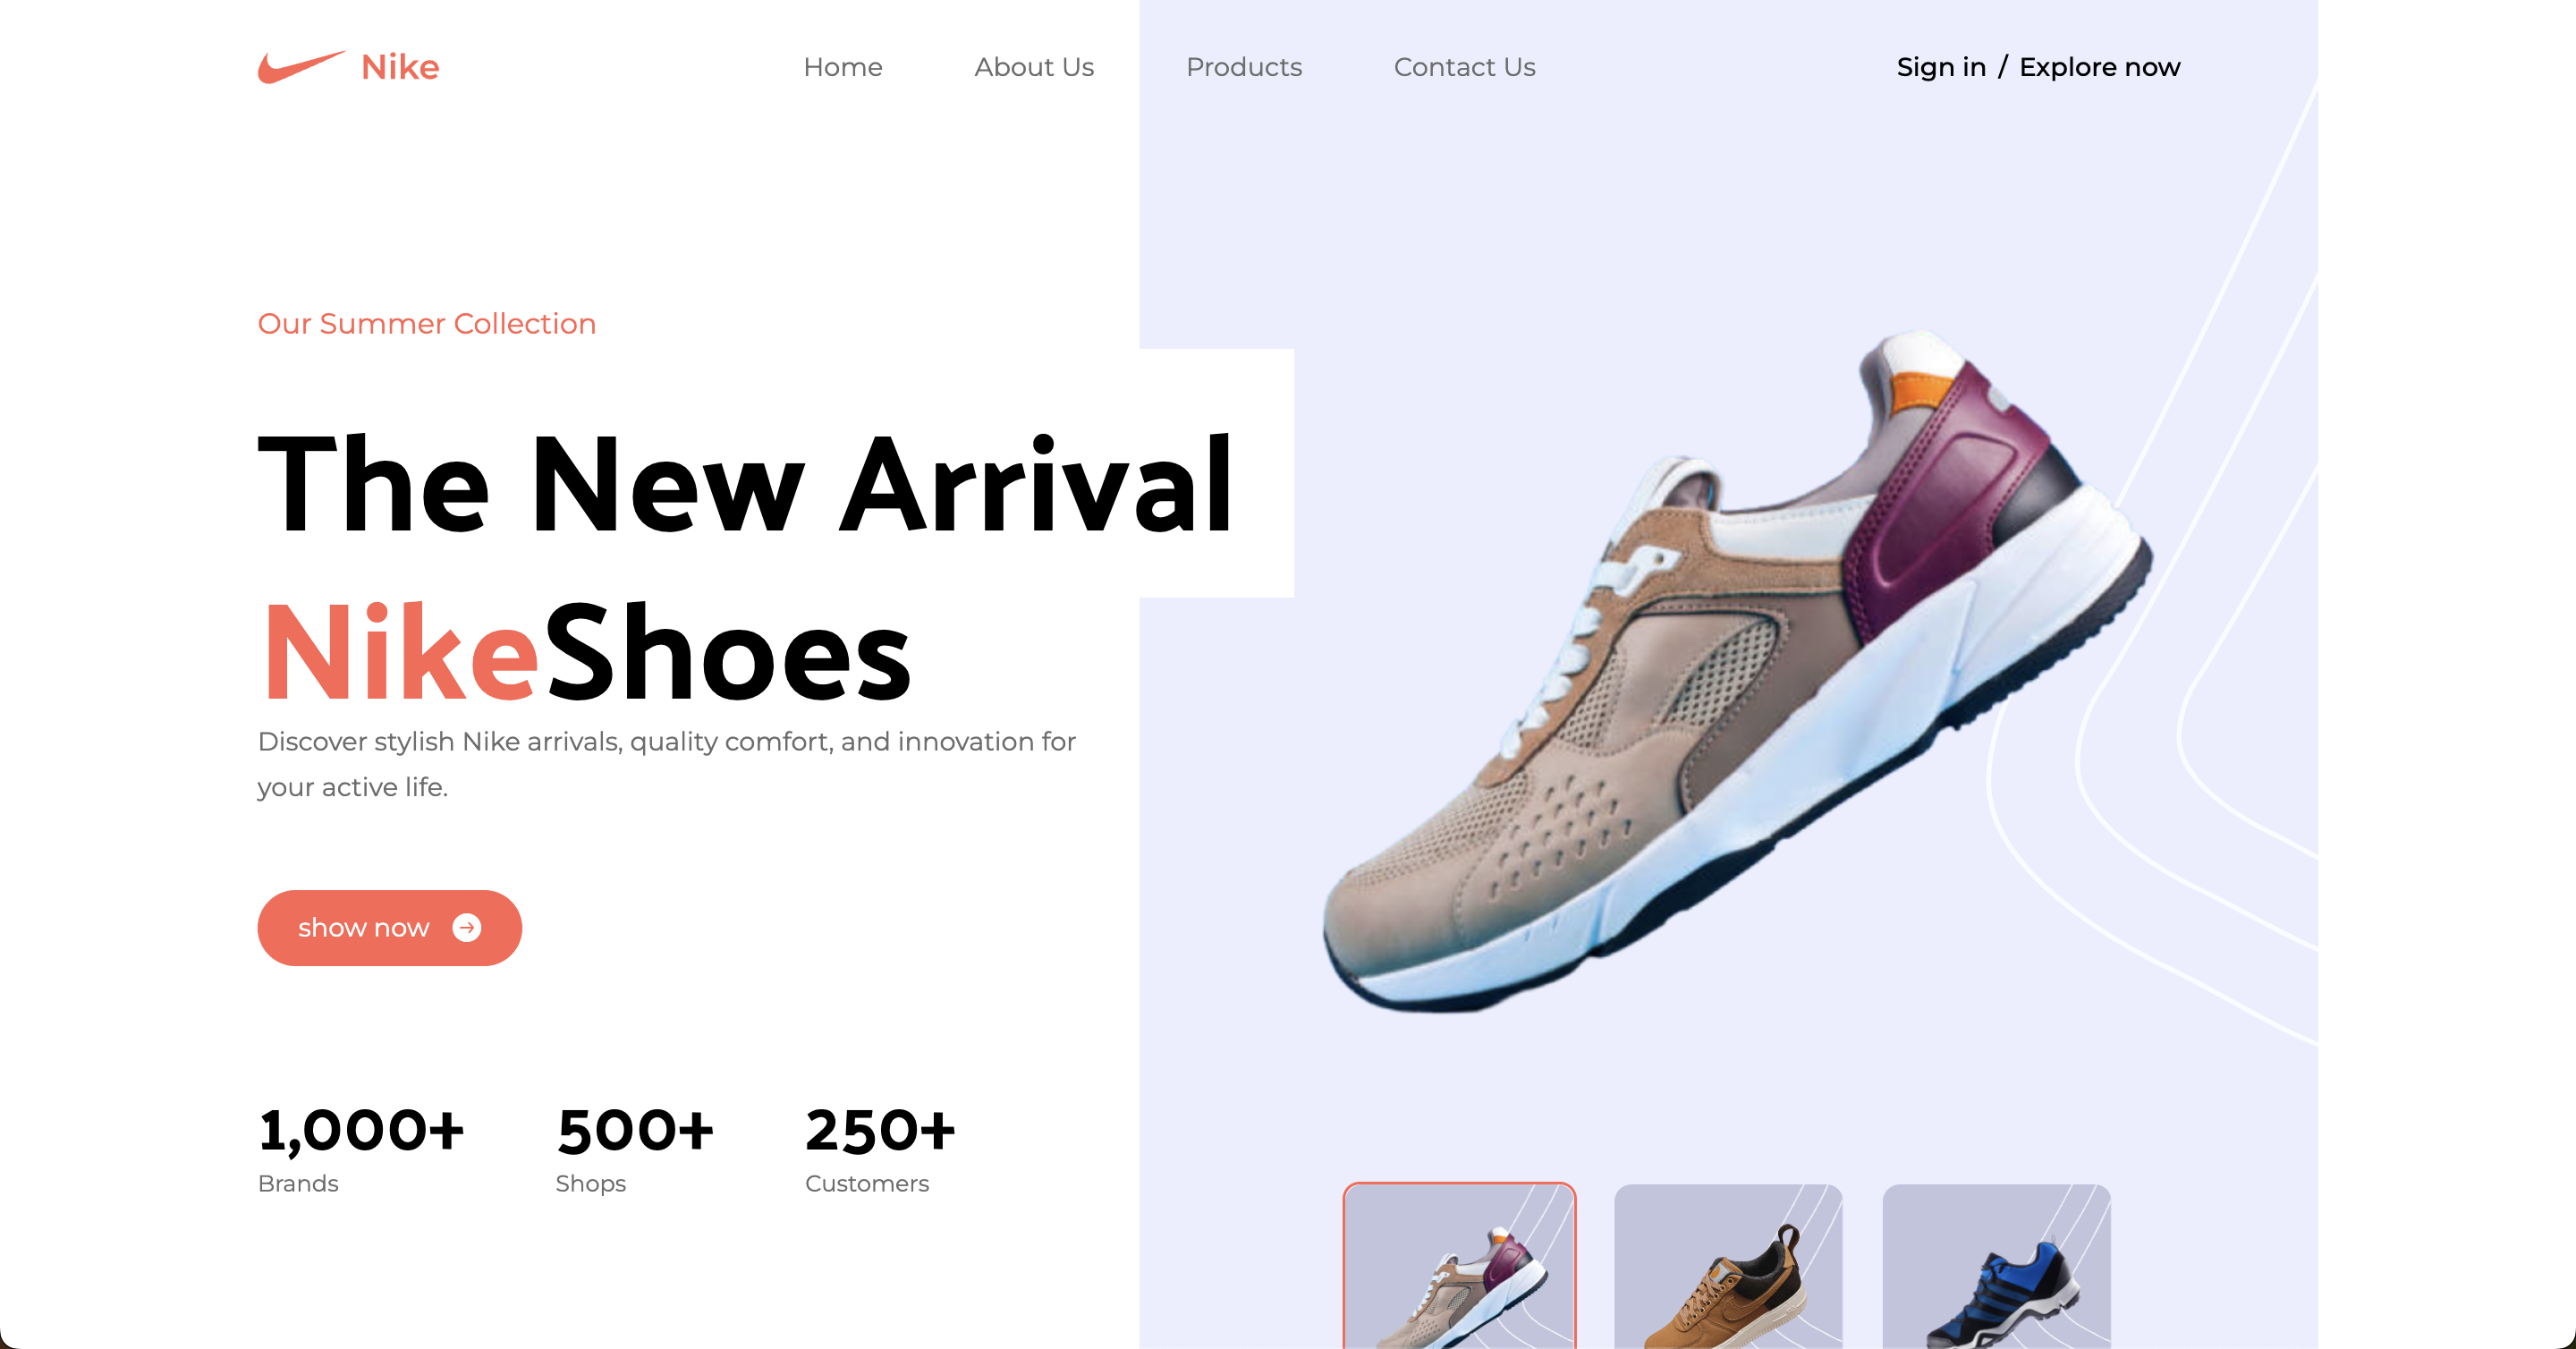 Nike
Home About Us Products Contact Us
Sign in / Explore now
Our Summer Collection
The New Arrival
NikeShoes
Discover stylish Nike arrivals, quality comfort, and innovation for
your active life.
show now
1,000+ 500+ 250+
Brands Shops Customers